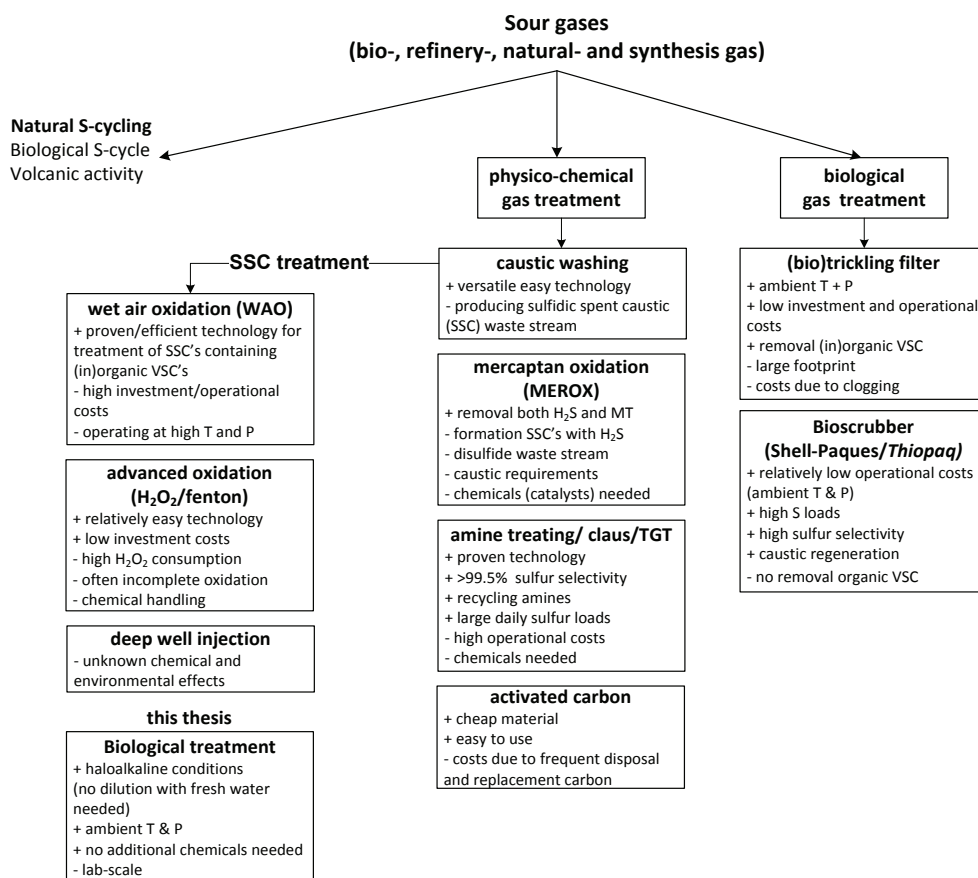 Sour gases
(bio-, refinery-, natural- and synthesis gas)
Natural S-cycling
Biological S-cycle
Volcanic activity
physico-chemical
gas treatment
biological
gas treatment
SSC treatment
wet air oxidation (WAO)
+ proven/efficient technology for
treatment of SSC's containing
(in)organic VSC's
- high investment/operational
costs
- operating at high T and P
advanced oxidation
(H₂O₂/fenton)
+ relatively easy technology
+ low investment costs
- high H₂O₂ consumption
- often incomplete oxidation
- chemical handling
deep well injection
- unknown chemical and
environmental effects
this thesis
Biological treatment
+ haloalkaline conditions
(no dilution with fresh water
needed)
+ ambient T & P
+ no additional chemicals needed
- lab-scale
caustic washing
+ versatile easy technology
- producing sulfidic spent caustic
(SSC) waste stream
mercaptan oxidation
(MEROX)
+ removal both H₂S and MT
- formation SSC's with H₂S
- disulfide waste stream
- caustic requirements
- chemicals (catalysts) needed
amine treating/ claus/TGT
+ proven technology
+ >99.5% sulfur selectivity
+ recycling amines
+ large daily sulfur loads
- high operational costs
- chemicals needed
activated carbon
+ cheap material
+ easy to use
- costs due to frequent disposal
and replacement carbon
(bio)trickling filter
+ ambient T + P
+ low investment and operational
costs
+ removal (in)organic VSC
- large footprint
- costs due to clogging
Bioscrubber
(Shell-Paques/Thiopaq)
+ relatively low operational costs
(ambient T & P)
+ high S loads
+ high sulfur selectivity
+ caustic regeneration
- no removal organic VSC